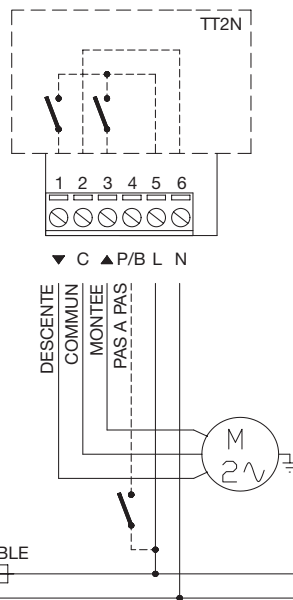 TT2N
1 2 3 4 5 6
▼ C ▲ P/B L N
DESCENTE
COMMUN
MONTEE
PAS A PAS
M
2∿
BLE